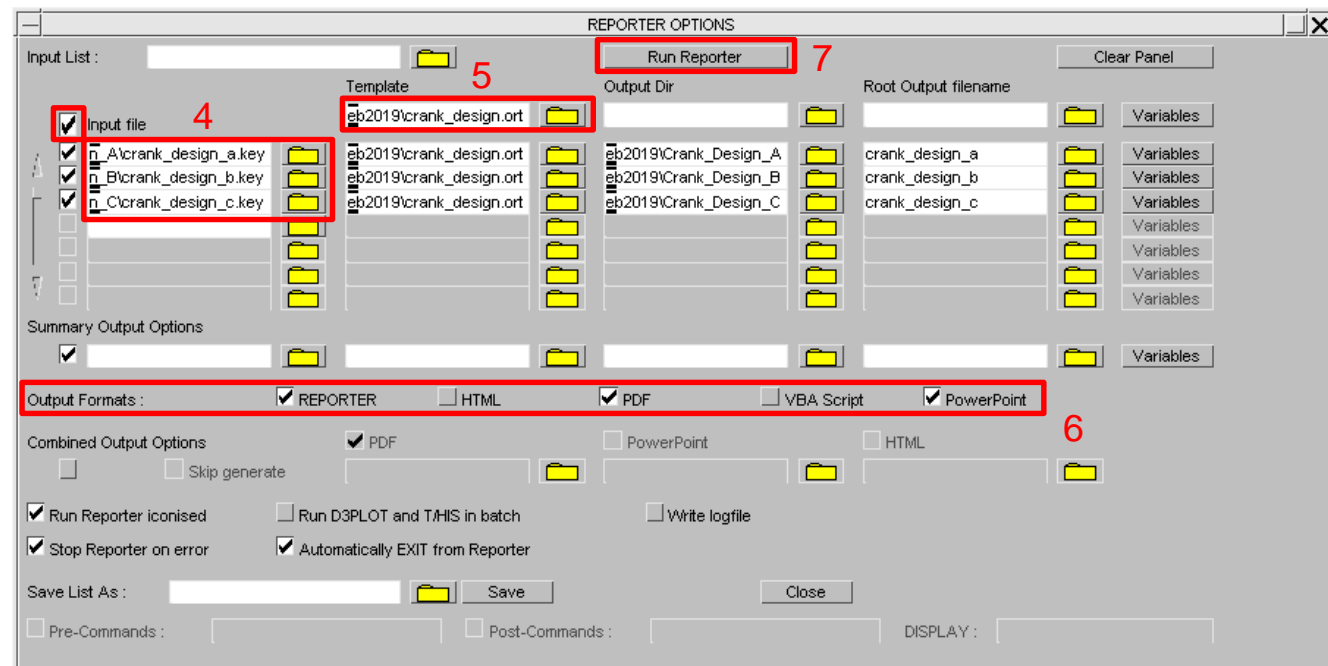 REPORTER OPTIONS
Input List : Run Reporter 7 Clear Panel
5
Template Output Dir Root Output filename
Input file 4 eb2019\crank_design.ort Variables
n_A\crank_design_a.key eb2019\crank_design.ort eb2019\Crank_Design_A crank_design_a Variables
n_B\crank_design_b.key eb2019\crank_design.ort eb2019\Crank_Design_B crank_design_b Variables
n_C\crank_design_c.key eb2019\crank_design.ort eb2019\Crank_Design_C crank_design_c Variables
Variables
Variables
Variables
Variables
Summary Output Options
Variables
Output Formats : REPORTER HTML PDF VBA Script PowerPoint
6
Combined Output Options PDF PowerPoint HTML
Skip generate
Run Reporter iconised Run D3PLOT and T/HIS in batch Write logfile
Stop Reporter on error Automatically EXIT from Reporter
Save List As : Save Close
Pre-Commands : Post-Commands : DISPLAY :